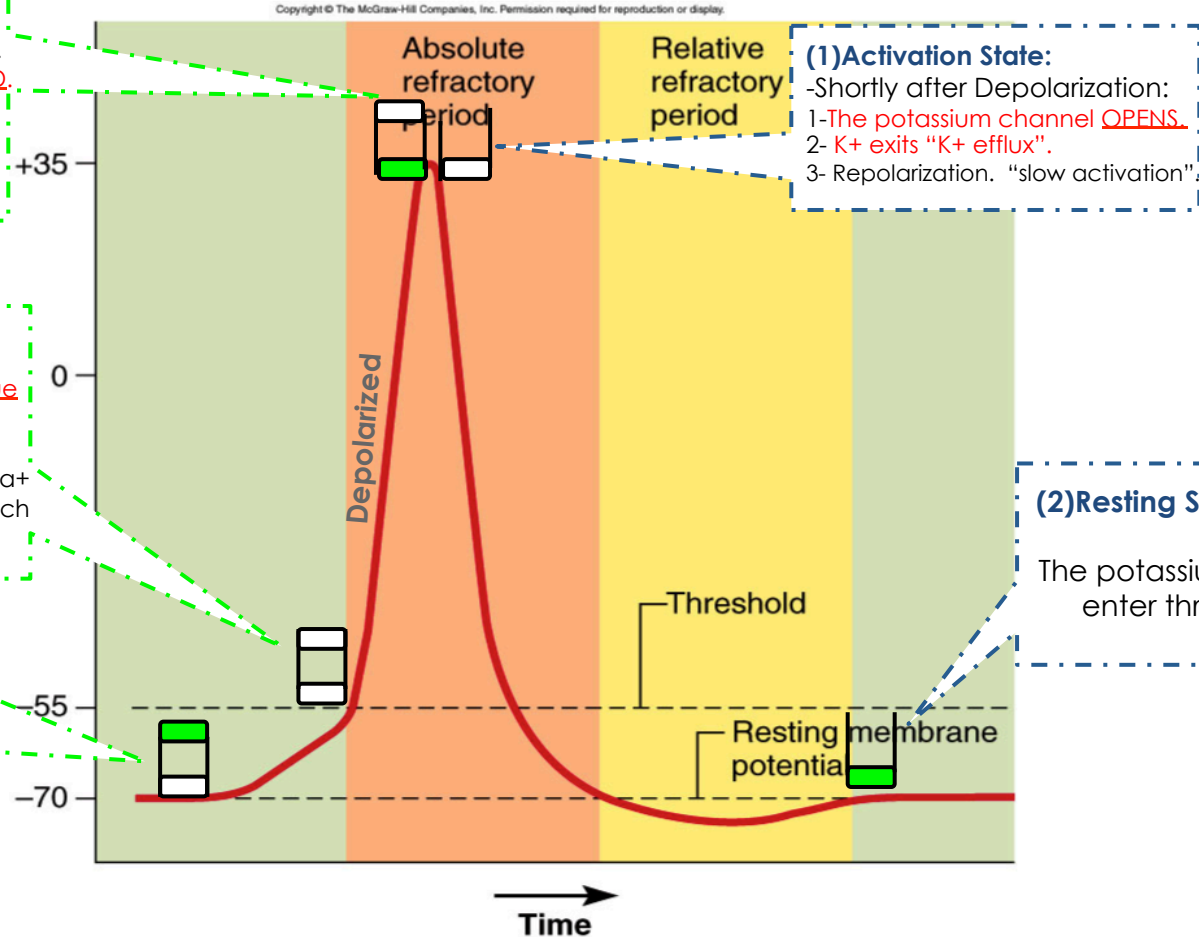 Copyright © The McGraw-Hill Companies, Inc. Permission required for reproduction or display.
Absolute
refractory
period
Relative
refractory
period
(1)Activation State:
-Shortly after Depolarization:
1-The potassium channel OPENS.
2- K+ exits “K+ efflux”.
3- Repolarization. “slow activation”.
+35
0
–55
–70
a+
ch
Depolarized
Threshold
Resting membrane
potential
(2)Resting S
The potassiu
enter thr
Time